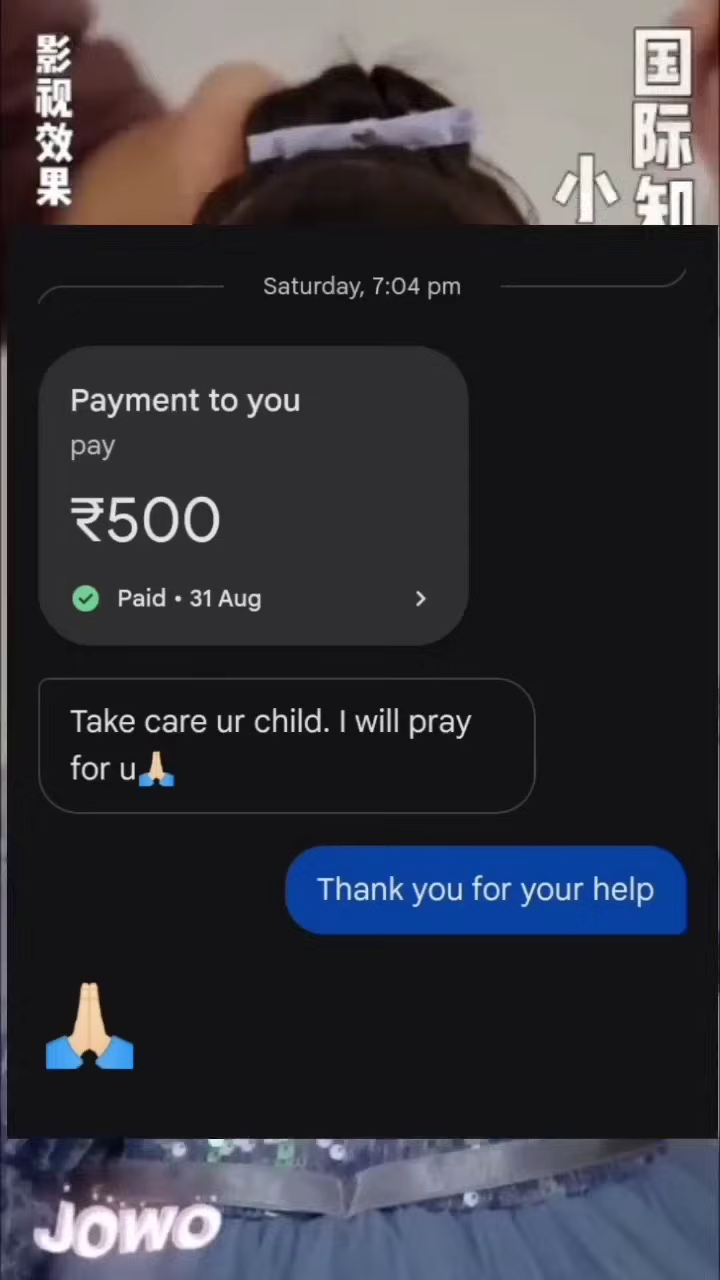 影视效果
国际知
小
Saturday, 7:04 pm
Payment to you
pay
₹500
Paid • 31 Aug
Take care ur child. I will pray
for u🙏🏻
Thank you for your help
🙏🏻
JOWO